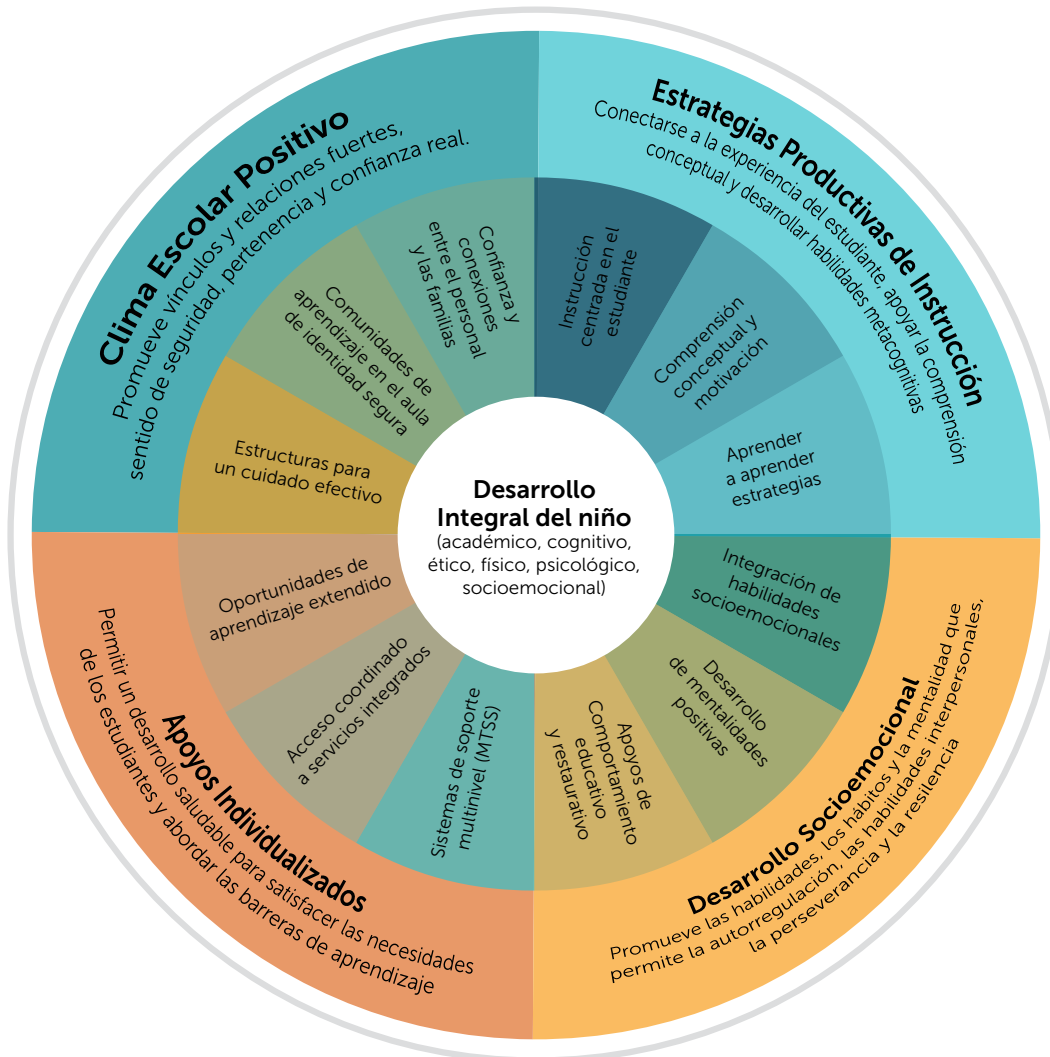 Clima Escolar Positivo
Promueve vínculos y relaciones fuertes,
sentido de seguridad, pertenencia y confianza real.
Estrategias Productivas de Instrucción
Conectarse a la experiencia del estudiante, apoyar la comprensión
conceptual y desarrollar habilidades metacognitivas
Confianza y
conexiones
entre el personal
y las familias
Comunidades de
aprendizaje en el aula
de identidad segura
Estructuras para
un cuidado efectivo
Instrucción
centrada en el
estudiante
Comprensión
conceptual y
motivación
Aprender
a aprender
estrategias
Desarrollo
Integral del niño
(académico, cognitivo,
ético, físico, psicológico,
socioemocional)
Integración de
habilidades
socioemocionales
Desarrollo
de mentalidades
positivas
Apoyos de
Comportamiento
educativo
y restaurativo
Oportunidades de
aprendizaje extendido
Acceso coordinado
a servicios integrados
Sistemas de soporte
multinivel (MTSS)
Apoyos Individualizados
Permitir un desarrollo saludable para satisfacer las necesidades
de los estudiantes y abordar las barreras de aprendizaje
Desarrollo Socioemocional
Promueve las habilidades, los hábitos y la mentalidad que
permite la autorregulación, las habilidades interpersonales,
la perseverancia y la resilencia